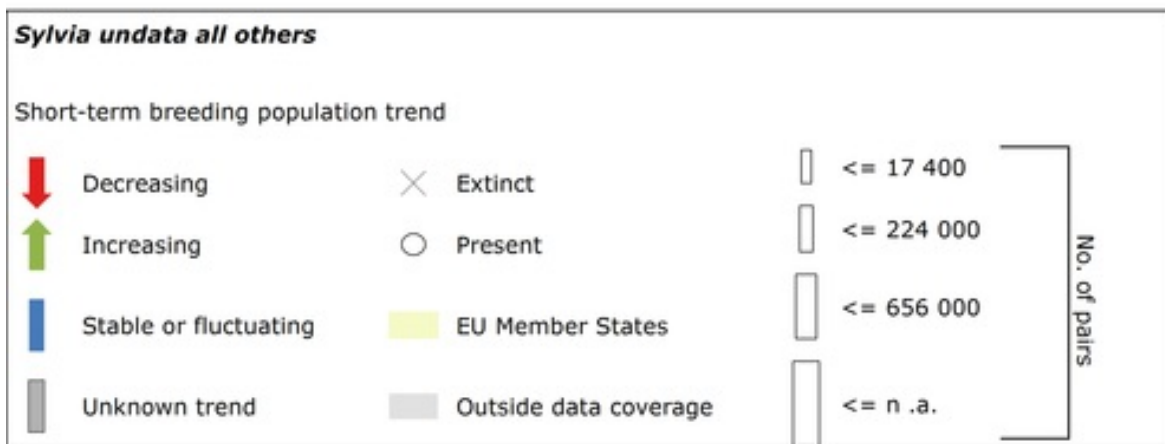 Sylvia undata all others
Short-term breeding population trend
Decreasing
Extinct
<= 17 400
Increasing
Present
<= 224 000
Stable or fluctuating
EU Member States
<= 656 000
Unknown trend
Outside data coverage
<= n .a.
No. of pairs